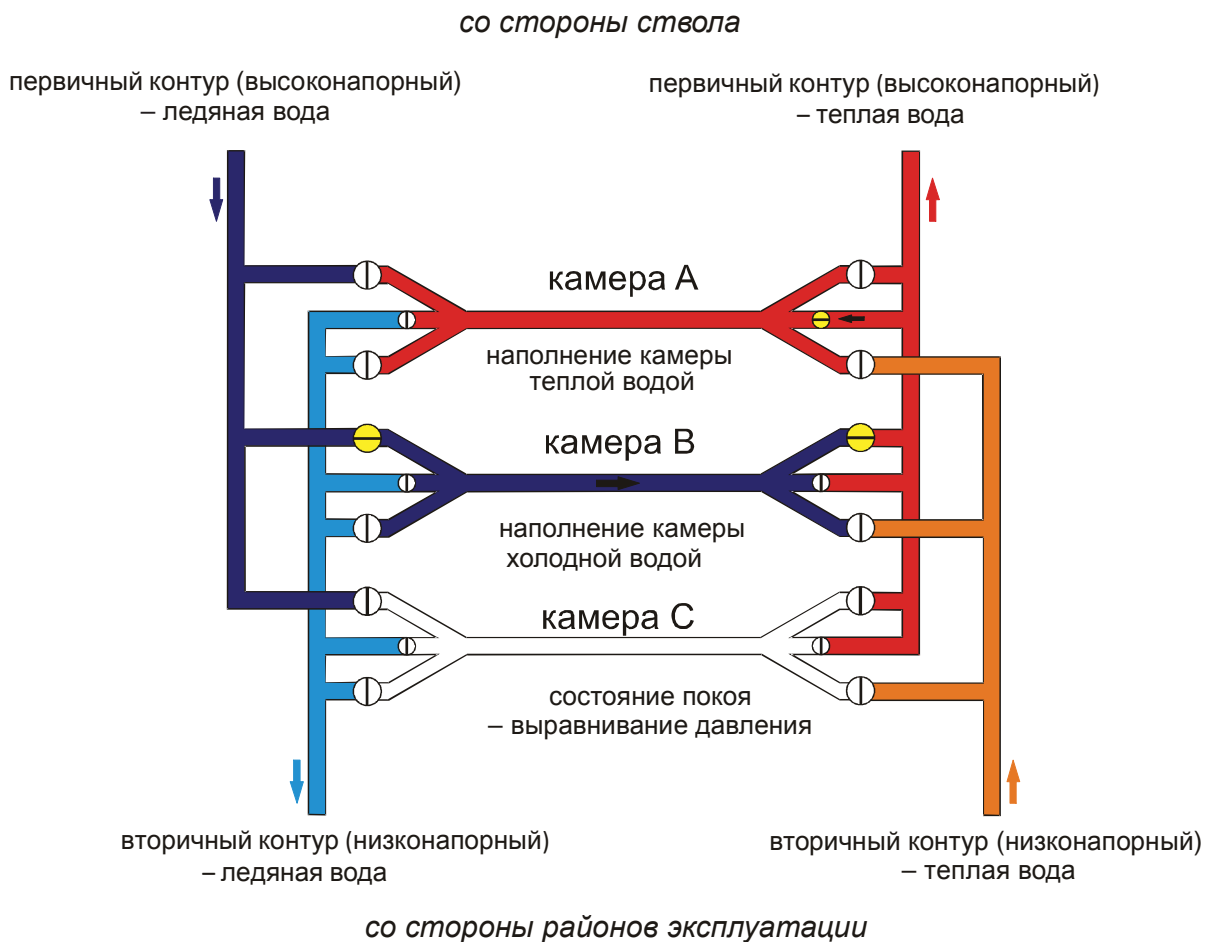 со стороны ствола
первичный контур (высоконапорный)
– ледяная вода
первичный контур (высоконапорный)
– теплая вода
камера A
наполнение камеры
теплой водой
камера B
наполнение камеры
холодной водой
камера C
состояние покоя
– выравнивание давления
вторичный контур (низконапорный)
– ледяная вода
вторичный контур (низконапорный)
– теплая вода
со стороны районов эксплуатации